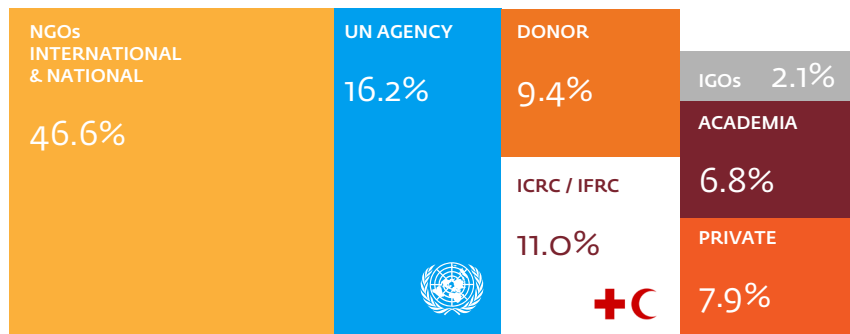 NGOs
INTERNATIONAL
& NATIONAL
46.6%
UN AGENCY
16.2%
DONOR
9.4%
ICRC / IFRC
11.0%
IGOs 2.1%
ACADEMIA
6.8%
PRIVATE
7.9%